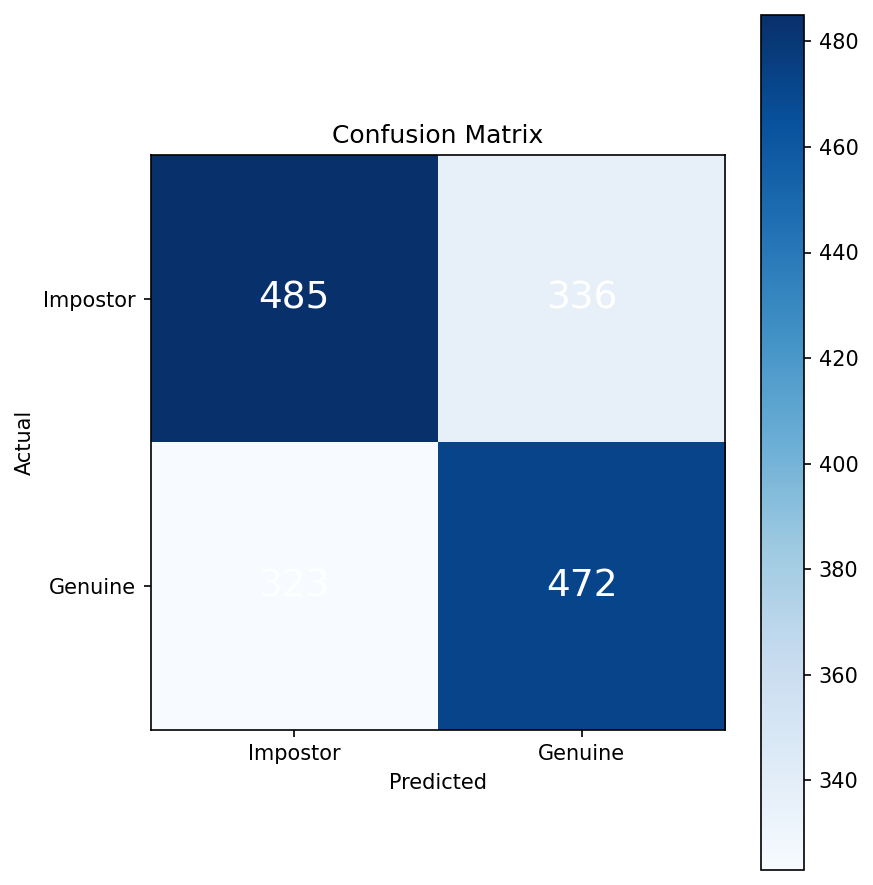 Confusion Matrix
Actual
Impostor
485
336
Genuine
323
472
Impostor
Genuine
Predicted
480
460
440
420
400
380
360
340